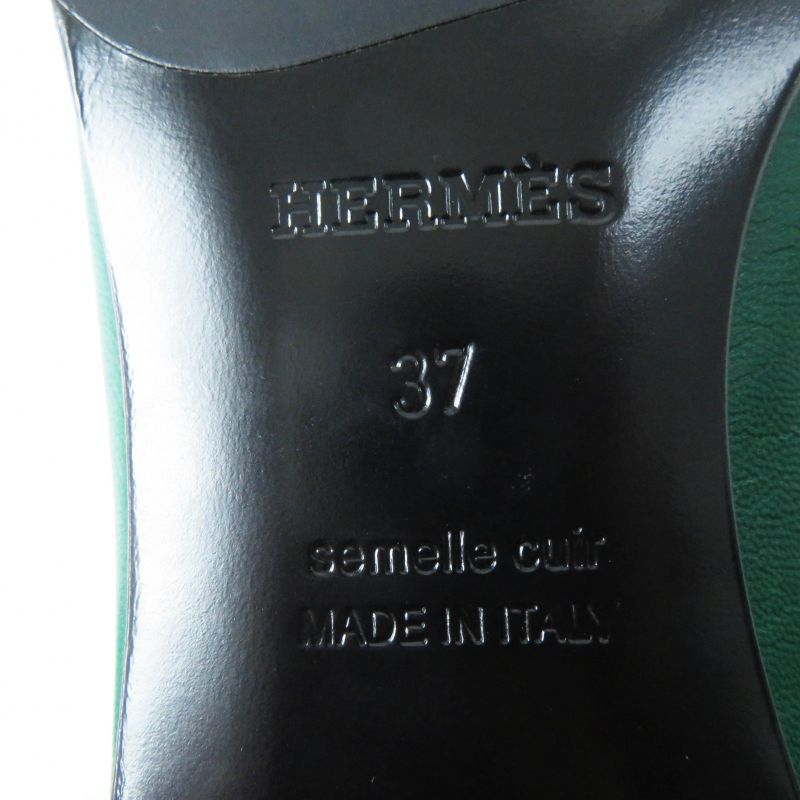 HERMÈS
37
semelle cuir
MADE IN ITALY